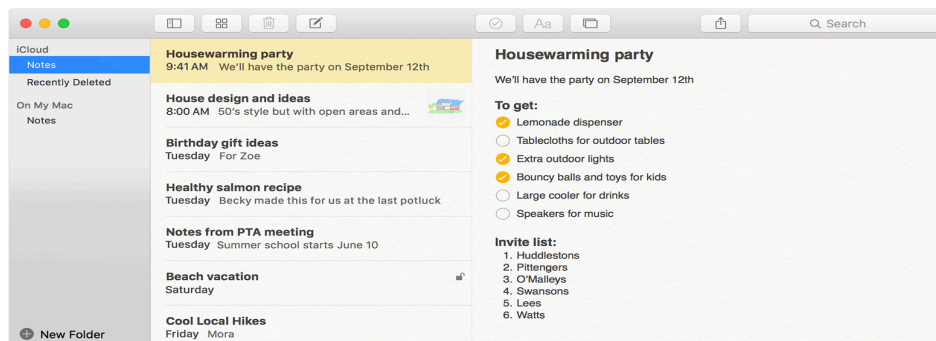 Aa
Search
iCloud
Notes
Recently Deleted
On My Mac
Notes
New Folder
Housewarming party
9:41 AM We'll have the party on September 12th
House design and ideas
8:00 AM 50's style but with open areas and...
Birthday gift ideas
Tuesday For Zoe
Healthy salmon recipe
Tuesday Becky made this for us at the last potluck
Notes from PTA meeting
Tuesday Summer school starts June 10
Beach vacation
Saturday
Cool Local Hikes
Friday Mora
Housewarming party
We'll have the party on September 12th
To get:
Lemonade dispenser
Tablecloths for outdoor tables
Extra outdoor lights
Bouncy balls and toys for kids
Large cooler for drinks
Speakers for music
Invite list:
1. Huddlestons
2. Pittengers
3. O'Malleys
4. Swansons
5. Lees
6. Watts